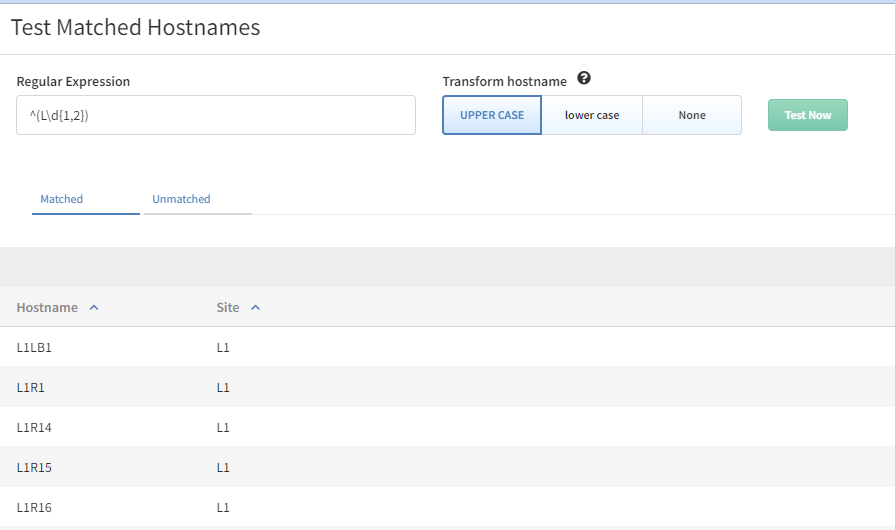 Test Matched Hostnames
Regular Expression
Transform hostname ?
^(L\d{1,2})
UPPER CASE
lower case
None
Test Now
Matched
Unmatched
Hostname
Site
L1LB1
L1
L1R1
L1
L1R14
L1
L1R15
L1
L1R16
L1